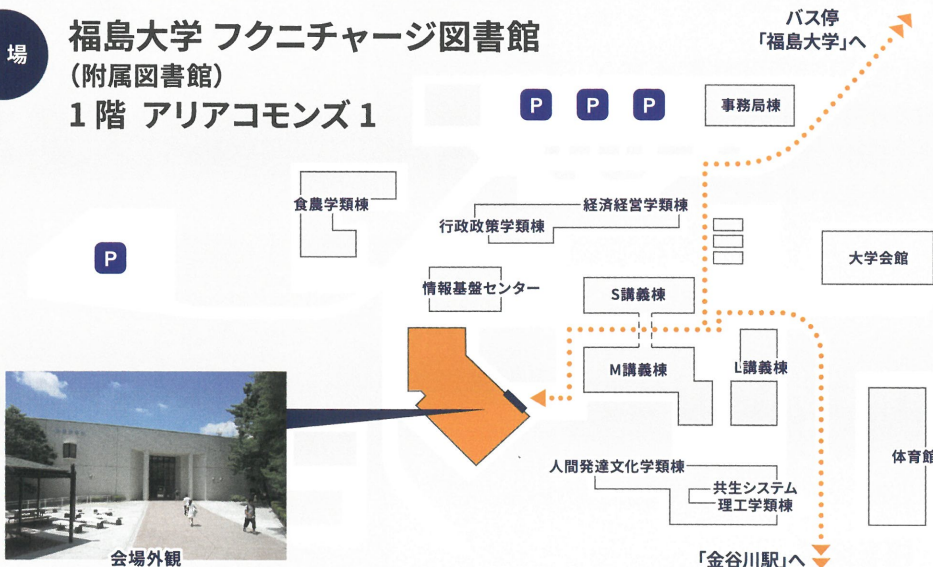 場
福島大学 フクニチャージ図書館
（附属図書館）
1階 アリアコモンズ 1
バス停
「福島大学」へ
P
P
P
事務局棟
食農学類棟
経済経営学類棟
行政政策学類棟
P
大学会館
情報基盤センター
S講義棟
M講義棟
L講義棟
体育館
人間発達文化学類棟
共生システム
理工学類棟
会場外観
「金谷川駅」へ